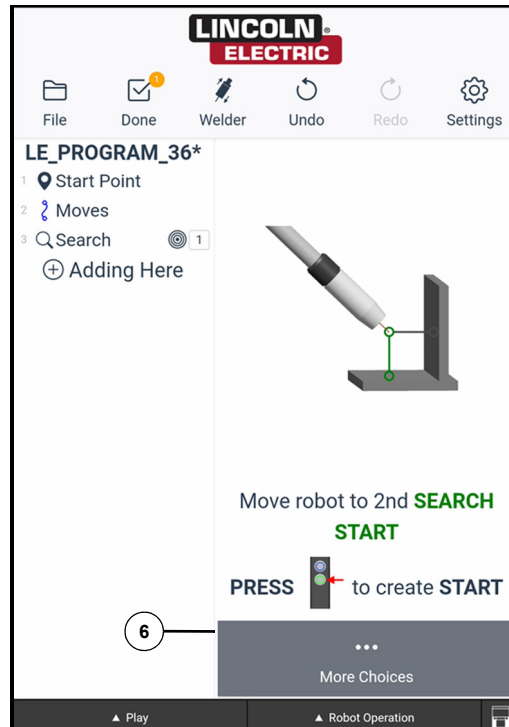 LINCOLN
ELECTRIC
1
File
Done
Welder
Undo
Redo
Settings
LE_PROGRAM_36*
1 Start Point
2 Moves
3 Search 1
Adding Here
Move robot to 2nd SEARCH
START
PRESS to create START
6
More Choices
▲ Play
▲ Robot Operation